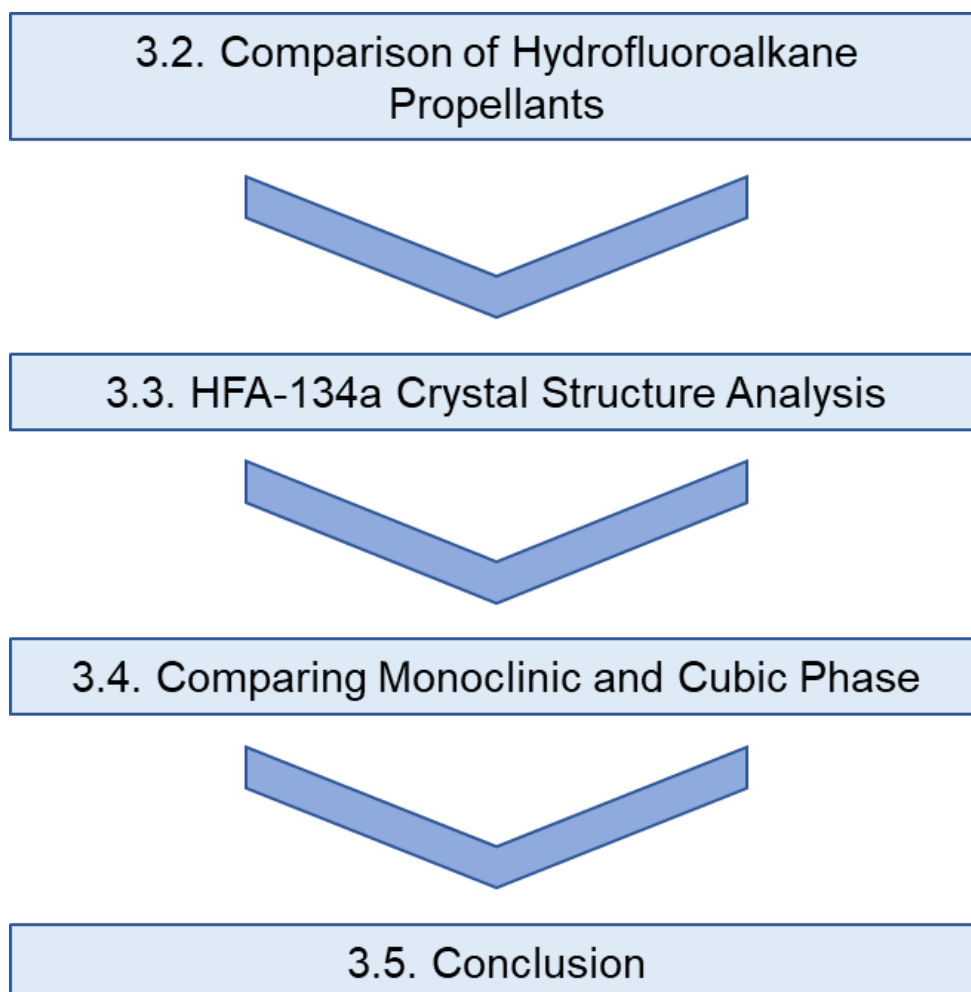 3.2. Comparison of Hydrofluoroalkane
Propellants
3.3. HFA-134a Crystal Structure Analysis
3.4. Comparing Monoclinic and Cubic Phase
3.5. Conclusion